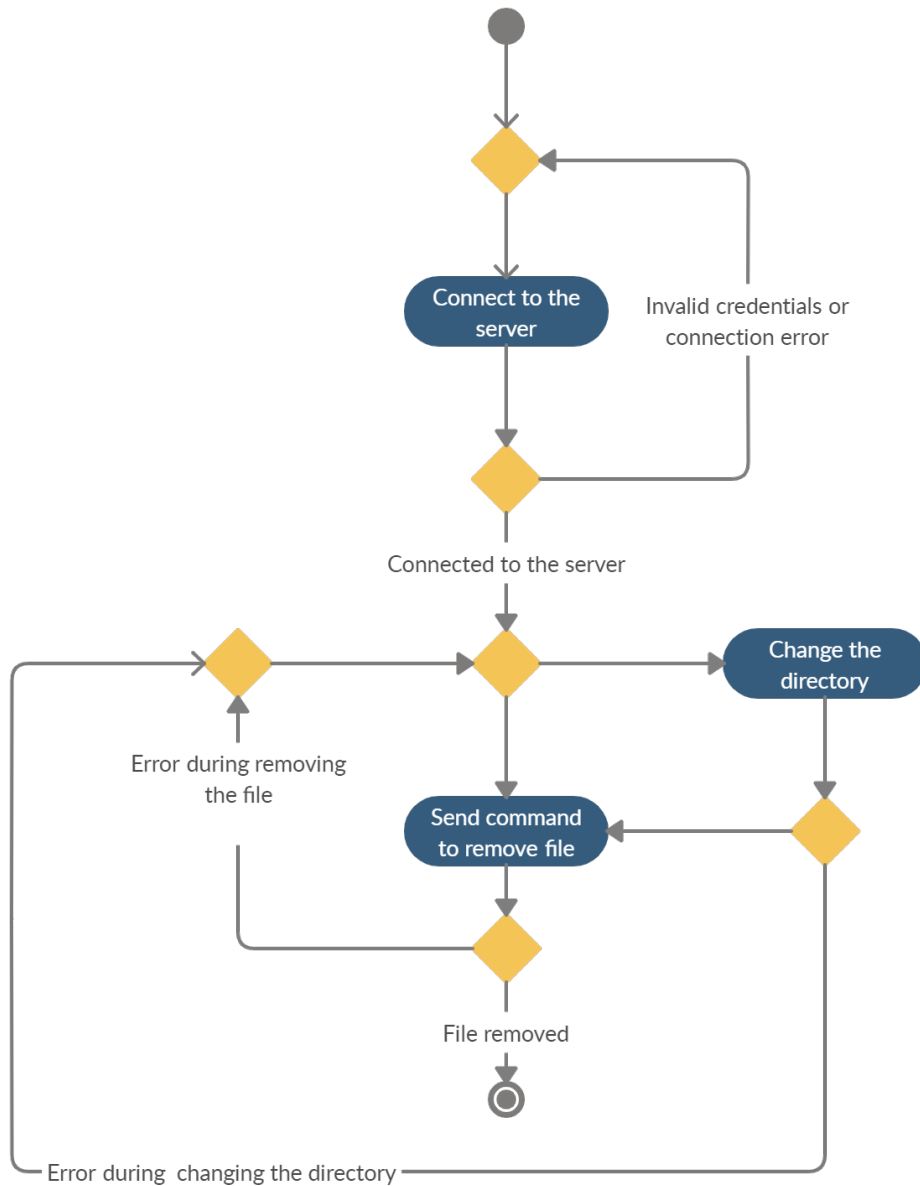 Connect to the
server
Invalid credentials or
connection error
Connected to the server
Change the
directory
Error during removing
the file
Send command
to remove file
File removed
Error during  changing the directory